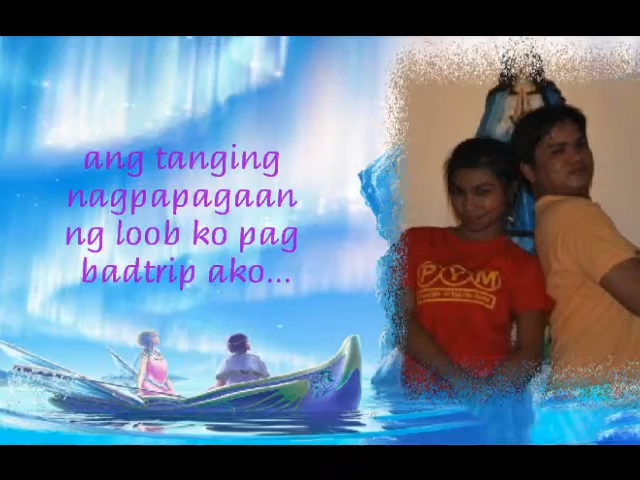 ang tanging
nagpapagaan
ng loob ko pag
badtrip ako...
PYM